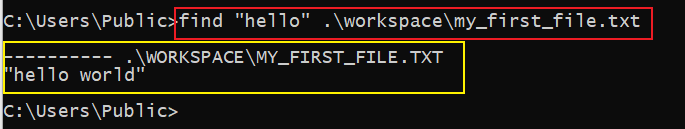 C:\Users\Public>find "hello" .\workspace\my_first_file.txt
---------- .\WORKSPACE\MY_FIRST_FILE.TXT
"hello world"
C:\Users\Public>